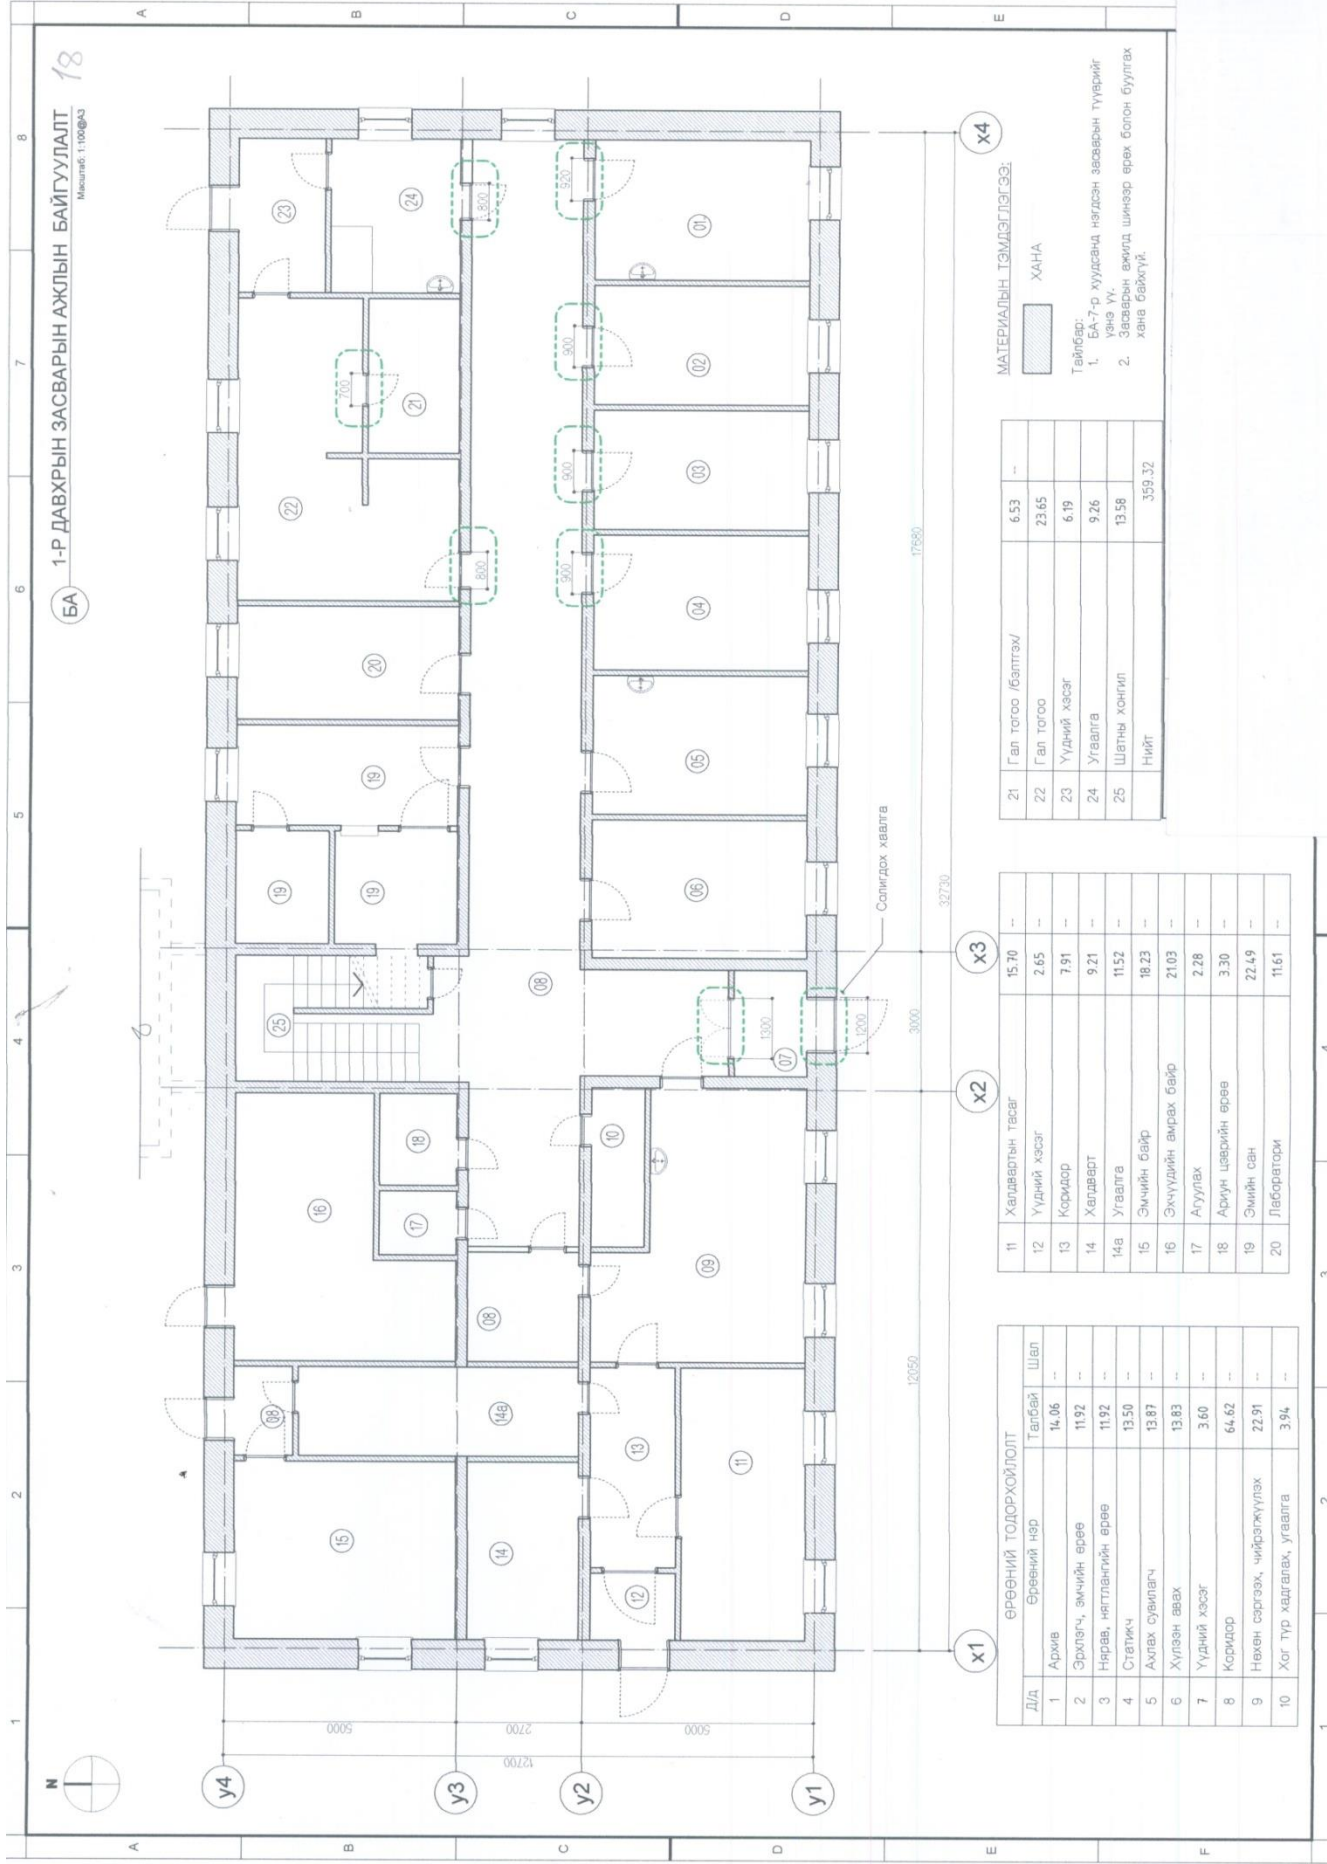 БА 1-Р ДАВХРЫН ЗАСВАРЫН АЖЛЫН БАЙГУУЛАЛТ
Масштаб: 1:100@А3
18
1 2 3 4 5 6 7 8
A
B
C
D
E
F
N
y4
y3
y2
y1
5000
2700
5000
12700
x1
x2
x3
x4
12050
3000
17680
32730
15
08
16
17
18
25
19
19
19
20
22
21
23
24
14
14a
08
08
12
13
11
09
10
07
06
05
04
03
02
01
700
800
800
900
900
900
920
1300
1200
Солигдох хаалга
ӨРӨӨНИЙ ТОДОРХОЙЛОЛТ
Д/Д Өрөөний нэр Талбай Шал
1 Архив 14.06 --
2 Эрхлэгч, эмчийн өрөө 11.92 --
3 Нярав, нягтлангийн өрөө 11.92 --
4 Статикч 13.50 --
5 Ахлах сувилагч 13.87 --
6 Хүлээн авах 13.83 --
7 Үүдний хэсэг 3.60 --
8 Коридор 64.62 --
9 Нөхөн сэргээх, чийрэгжүүлэх 22.91 --
10 Хог түр хадгалах, угаалга 3.94 --
11 Халдвартын тасаг 15.70 --
12 Үүдний хэсэг 2.65 --
13 Коридор 7.91 --
14 Халдварт 9.21 --
14a Угаалга 11.52 --
15 Эмчийн байр 18.23 --
16 Эхчүүдийн амрах байр 21.03 --
17 Агуулах 2.28 --
18 Ариун цэврийн өрөө 3.30 --
19 Эмийн сан 22.49 --
20 Лаборатори 11.61 --
21 Гал тогоо /бэлтгэх/ 6.53 --
22 Гал тогоо 23.65
23 Үүдний хэсэг 6.19
24 Угаалга 9.26
25 Шатны хонгил 13.58
Нийт 359.32
МАТЕРИАЛЫН ТЭМДЭГЛЭГЭЭ:
ХАНА
Тайлбар:
1. БА-7-р хуудсанд нэгдсэн засварын түүврийг
үзнэ үү.
2. Засварын ажилд шинээр өрөх болон буулгах
хана байхгүй.